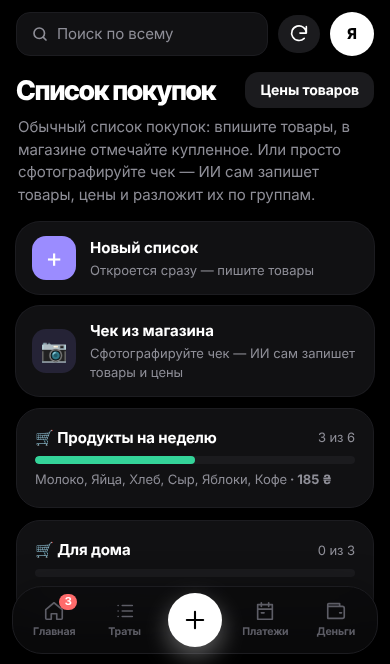 Поиск по всему
Я
Список покупок
Цены товаров
Обычный список покупок: впишите товары, в
магазине отмечайте купленное. Или просто
сфотографируйте чек — ИИ сам запишет
товары, цены и разложит их по группам.
+
Новый список
Откроется сразу — пишите товары
Чек из магазина
Сфотографируйте чек — ИИ сам запишет
товары и цены
Продукты на неделю
3 из 6
Молоко, Яйца, Хлеб, Сыр, Яблоки, Кофе · 185 ₴
Для дома
0 из 3
3
Главная
Траты
+
Платежи
Деньги